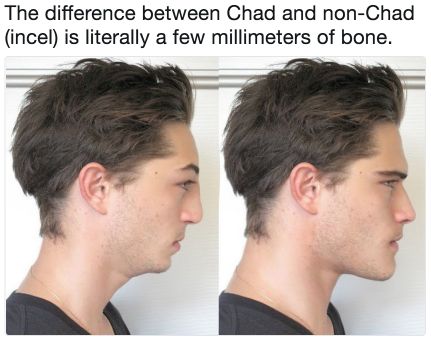 The difference between Chad and non-Chad
(incel) is literally a few millimeters of bone.